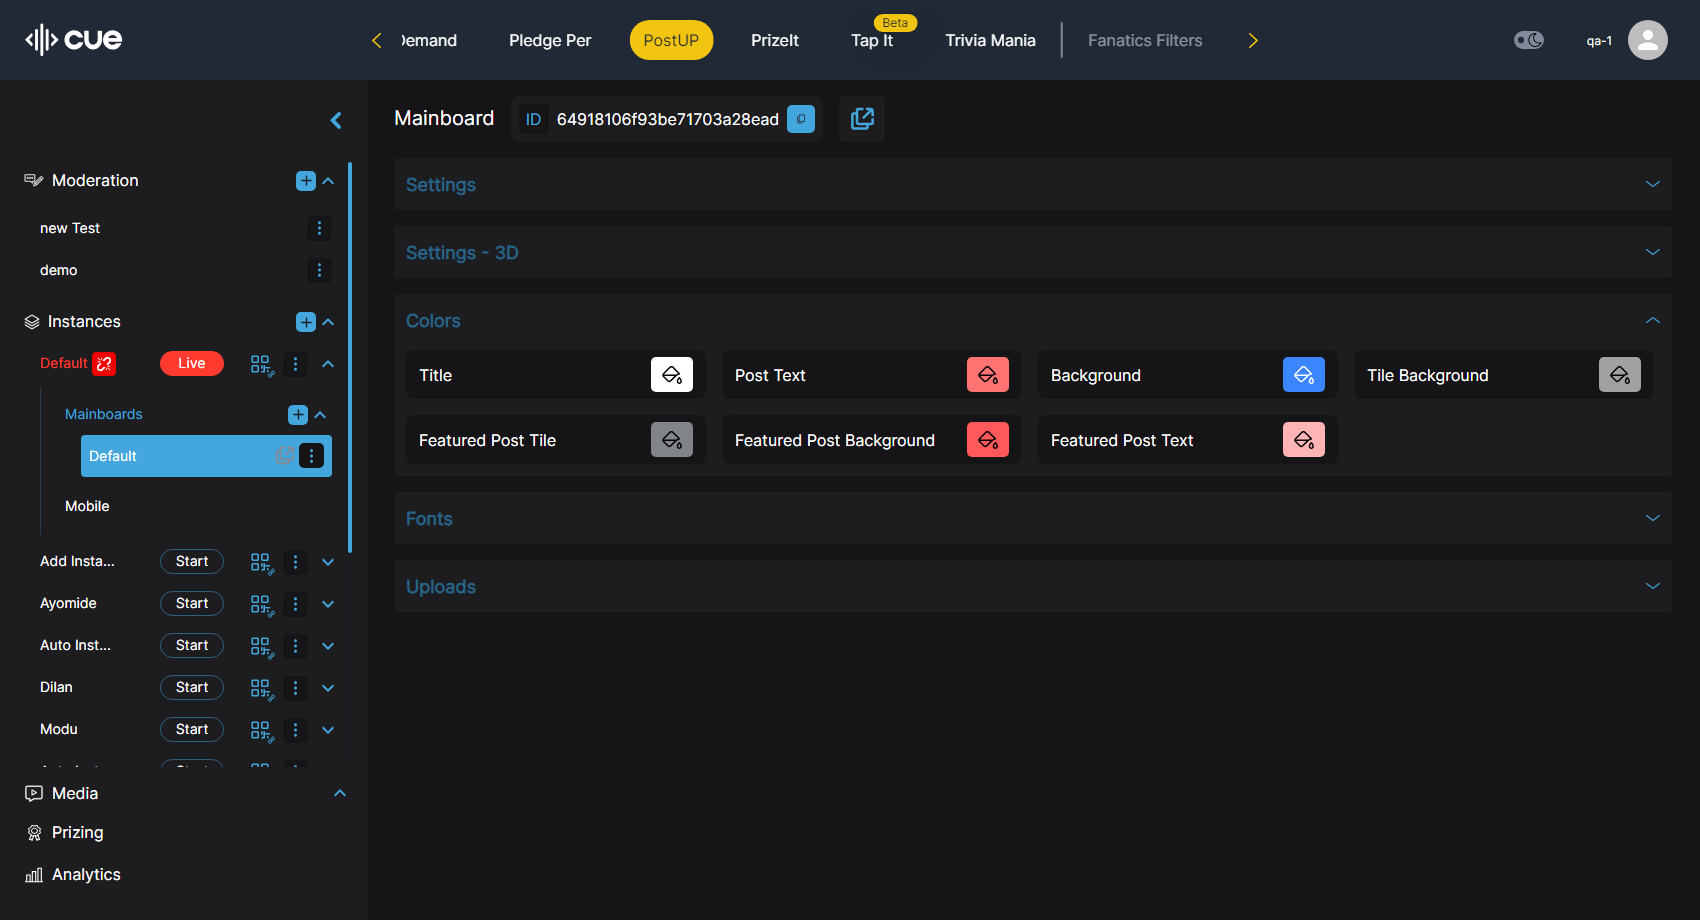 cue
Demand
Pledge Per
PostUP
PrizeIt
Beta
Tap It
Trivia Mania
Fanatics Filters
qa-1
Moderation
new Test
demo
Instances
Default
Live
Mainboards
Default
Mobile
Add Insta...
Start
Ayomide
Start
Auto Inst...
Start
Dilan
Start
Modu
Start
Media
Prizing
Analytics
Mainboard
ID
64918106f93be71703a28ead
Settings
Settings - 3D
Colors
Title
Post Text
Background
Tile Background
Featured Post Tile
Featured Post Background
Featured Post Text
Fonts
Uploads